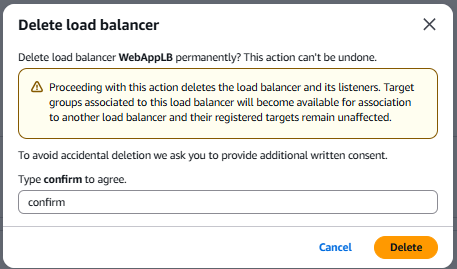 Delete load balancer
Delete load balancer WebAppLB permanently? This action can't be undone.
Proceeding with this action deletes the load balancer and its listeners. Target
groups associated to this load balancer will become available for association
to another load balancer and their registered targets remain unaffected.
To avoid accidental deletion we ask you to provide additional written consent.
Type confirm to agree.
confirm
Cancel Delete